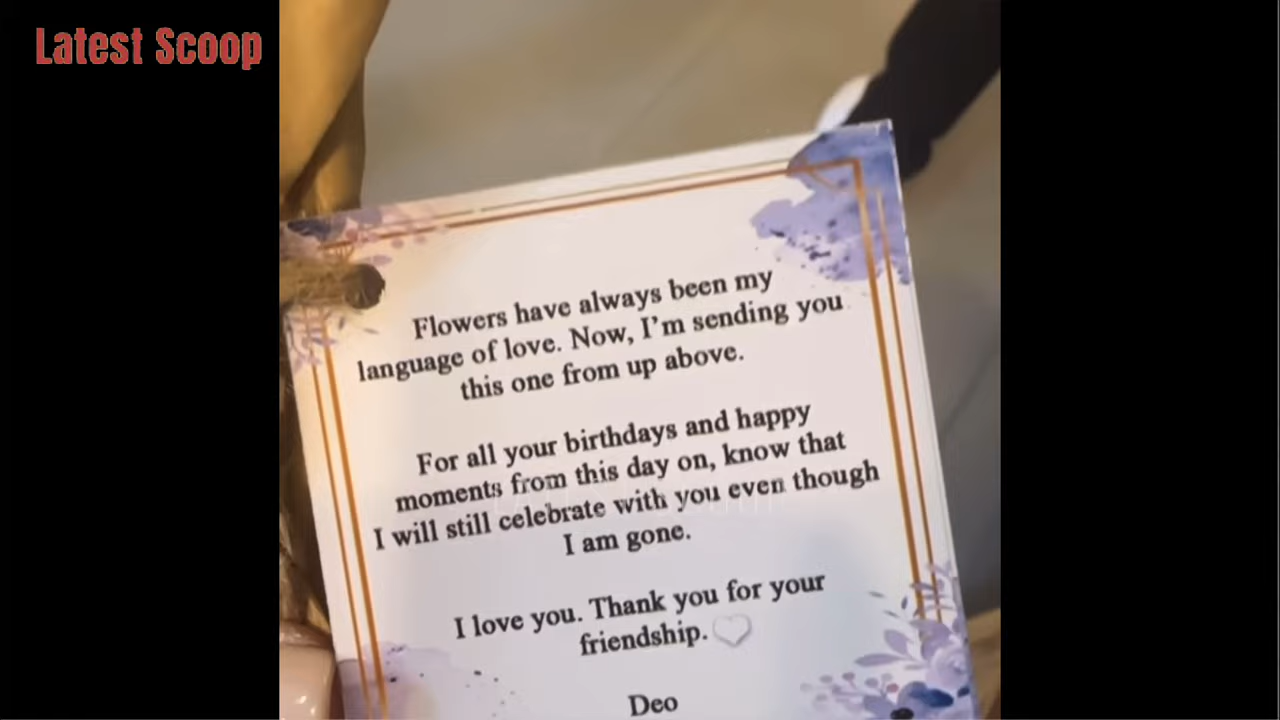 Latest Scoop
Flowers have always been my
language of love. Now, I'm sending you
this one from up above.
For all your birthdays and happy
moments from this day on, know that
I will still celebrate with you even though
I am gone.
I love you. Thank you for your
friendship.
Deo